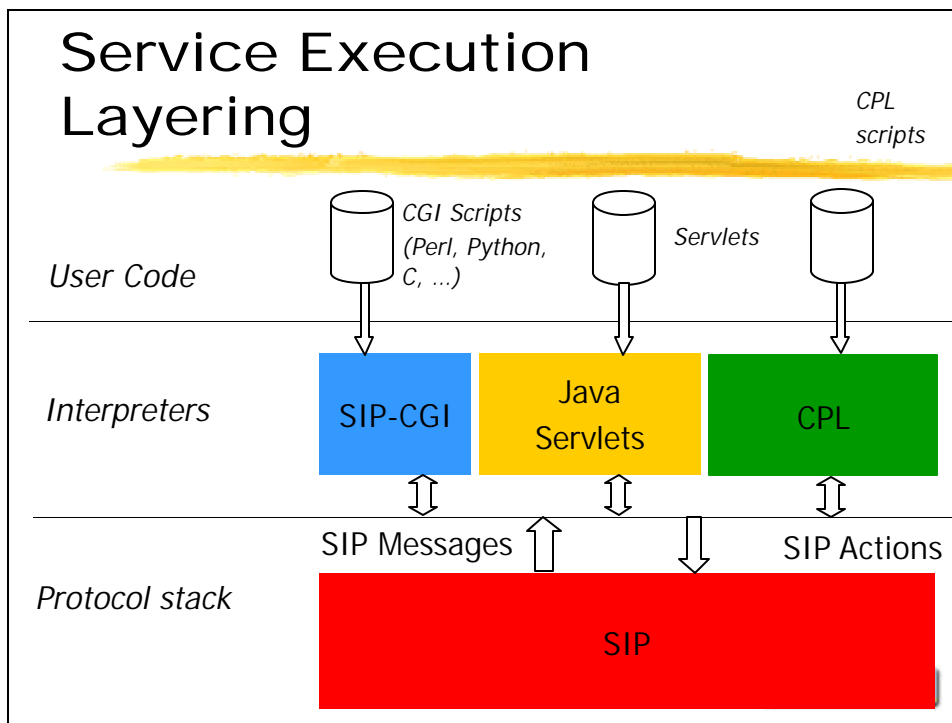 Service Execution
Layering
CPL
scripts
CGI Scripts
(Perl, Python,
C, ...)
Servlets
User Code
Interpreters
SIP-CGI
Java
Servlets
CPL
SIP Messages
SIP Actions
Protocol stack
SIP